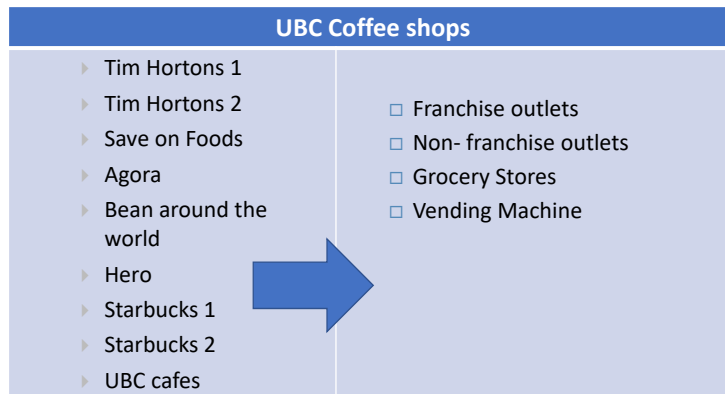 UBC Coffee shops
Tim Hortons 1
Tim Hortons 2
Save on Foods
Agora
Bean around the
world
Hero
Starbucks 1
Starbucks 2
UBC cafes
Franchise outlets
Non- franchise outlets
Grocery Stores
Vending Machine